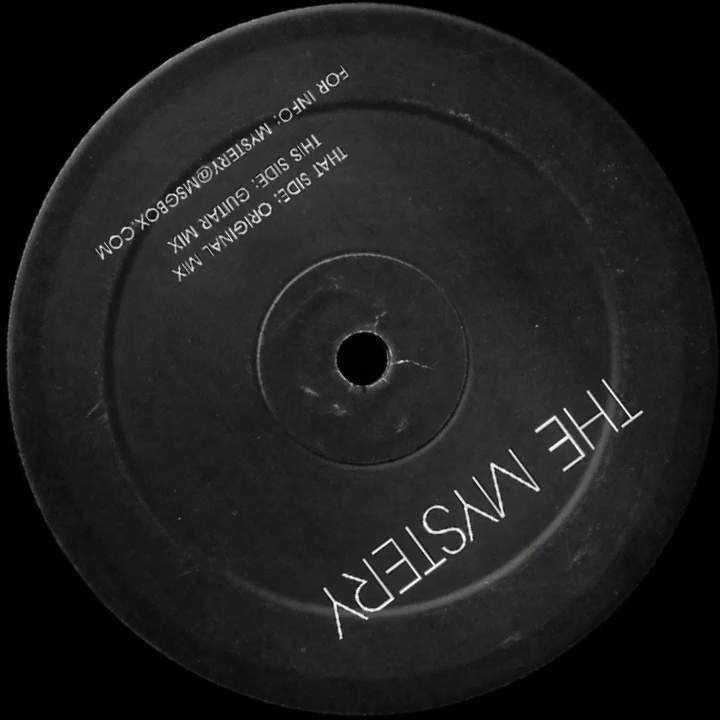 THE MYSTERY
THAT SIDE: ORIGINAL MIX
THIS SIDE: GUITAR MIX
FOR INFO: MYSTERY@MSGBOX.COM